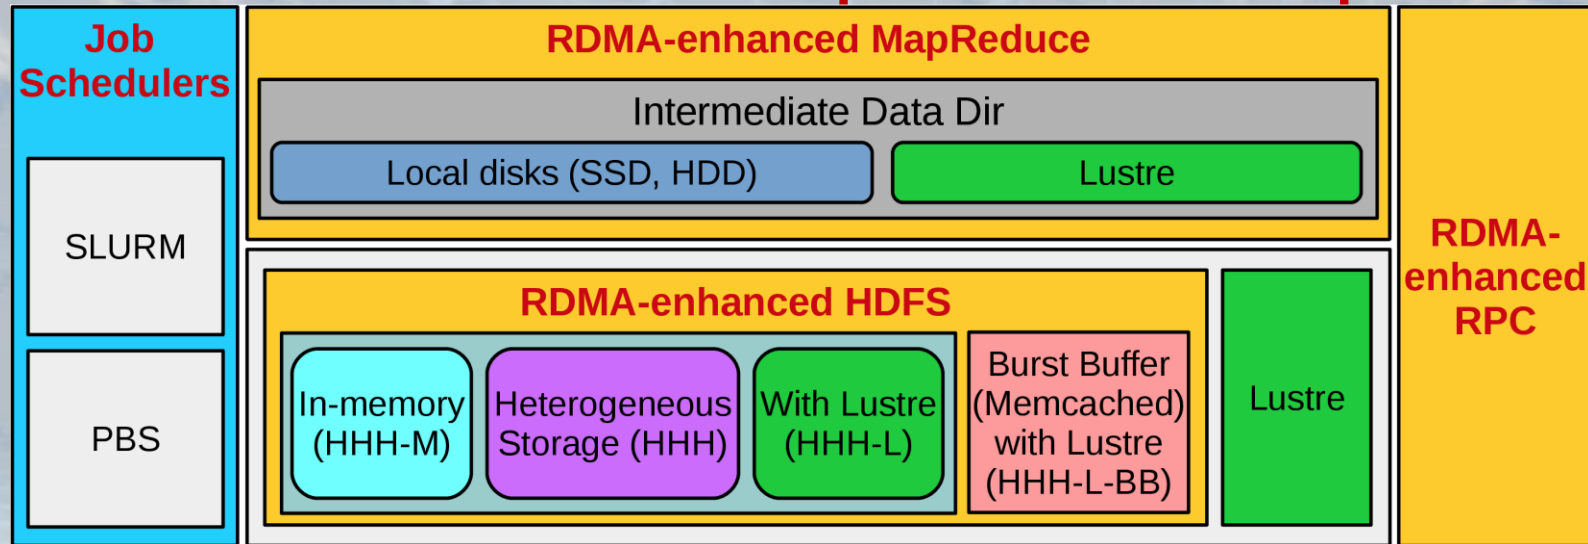 Job
Schedulers
SLURM
PBS
RDMA-enhanced MapReduce
Intermediate Data Dir
Local disks (SSD, HDD)
Lustre
RDMA-enhanced HDFS
In-memory
(HHH-M)
Heterogeneous
Storage (HHH)
With Lustre
(HHH-L)
Burst Buffer
(Memcached)
with Lustre
(HHH-L-BB)
Lustre
RDMA-
enhanced
RPC